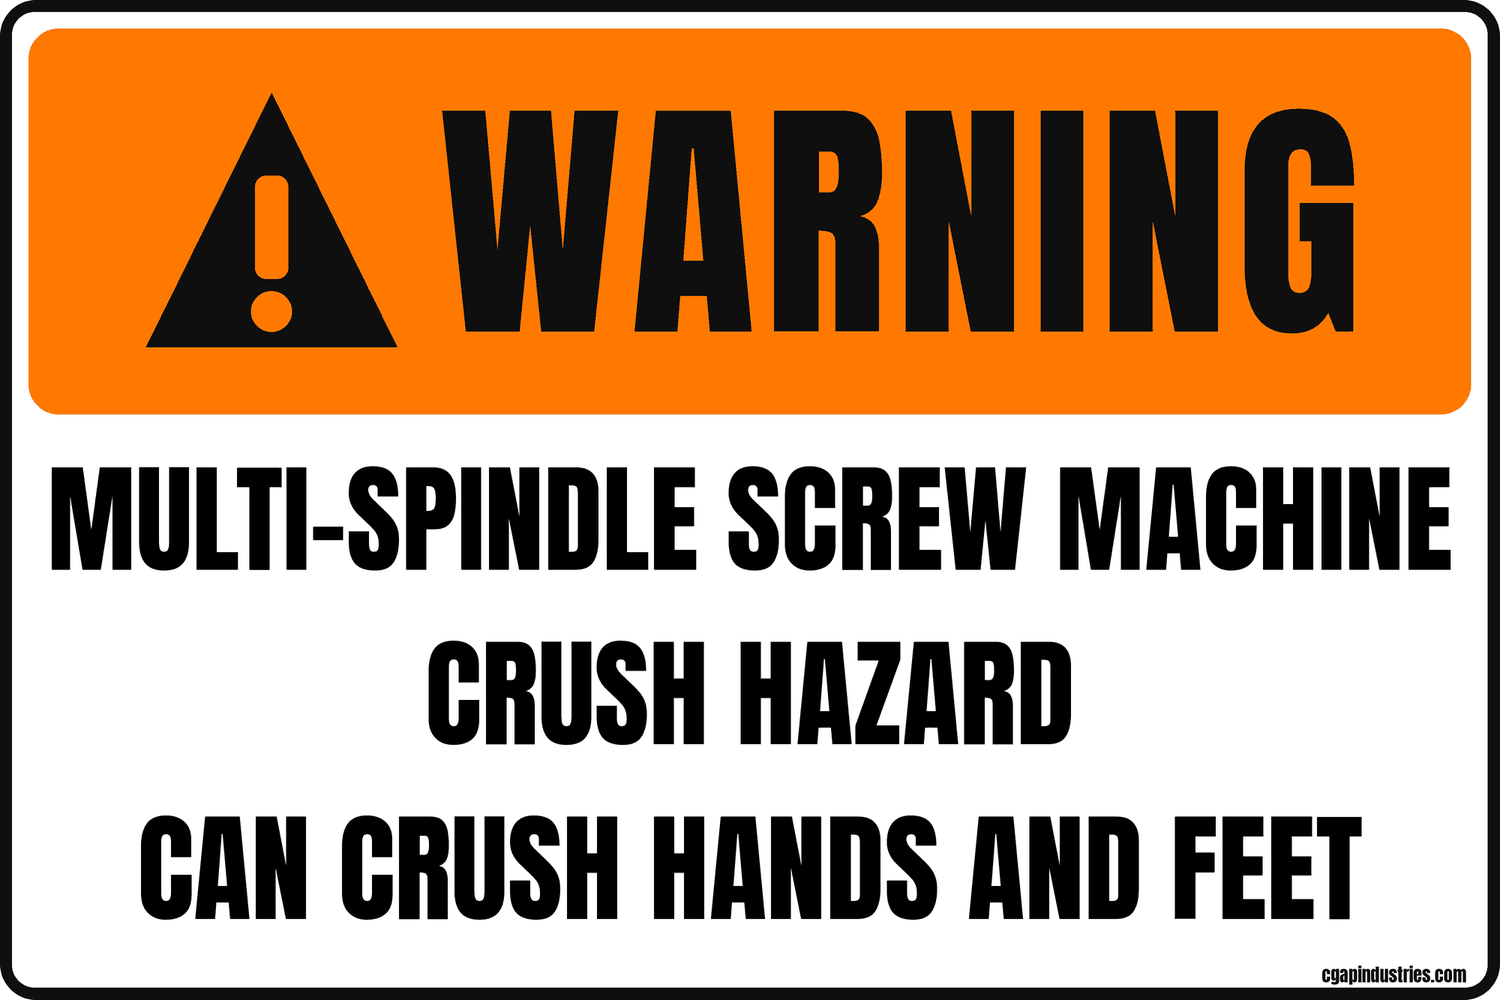 WARNING
MULTI-SPINDLE SCREW MACHINE
CRUSH HAZARD
CAN CRUSH HANDS AND FEET
cgapindustries.com